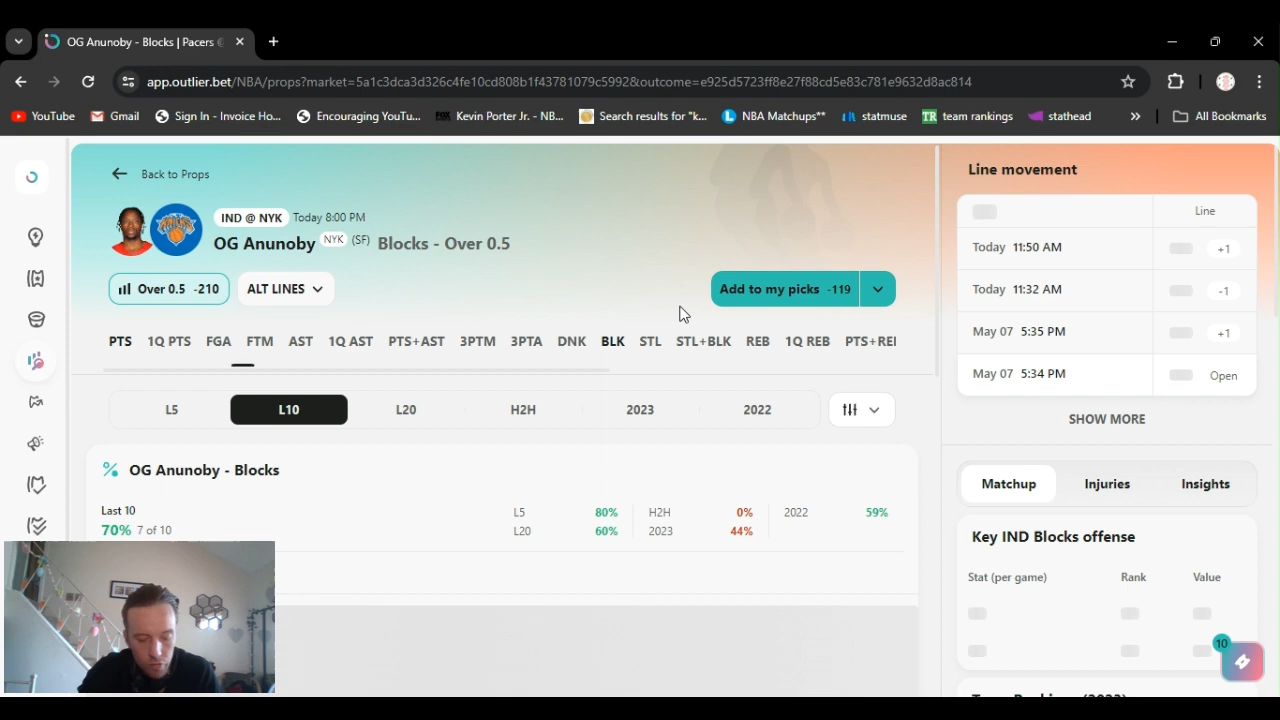 OG Anunoby - Blocks | Pacers
app.outlier.bet/NBA/props?market=5a1c3dca3d326c4fe10cd808b1f43781079c5992&outcome=e925d5723ff8e27f88cd5e83c781e9632d8ac814
YouTube Gmail Sign In - Invoice Ho... Encouraging YouTu... Kevin Porter Jr. - NB... Search results for "k... NBA Matchups** statmuse team rankings stathead » All Bookmarks
Back to Props
IND @ NYK Today 8:00 PM
OG Anunoby NYK (SF) Blocks - Over 0.5
Over 0.5 -210 ALT LINES Add to my picks -119
PTS 1Q PTS FGA FTM AST 1Q AST PTS+AST 3PTM 3PTA DNK BLK STL STL+BLK REB 1Q REB PTS+REI
L5 L10 L20 H2H 2023 2022
OG Anunoby - Blocks
Last 10
70% 7 of 10
L5 80% H2H 0% 2022 59%
L20 60% 2023 44%
Line movement
Line
Today 11:50 AM +1
Today 11:32 AM -1
May 07 5:35 PM +1
May 07 5:34 PM Open
SHOW MORE
Matchup Injuries Insights
Key IND Blocks offense
Stat (per game) Rank Value
10